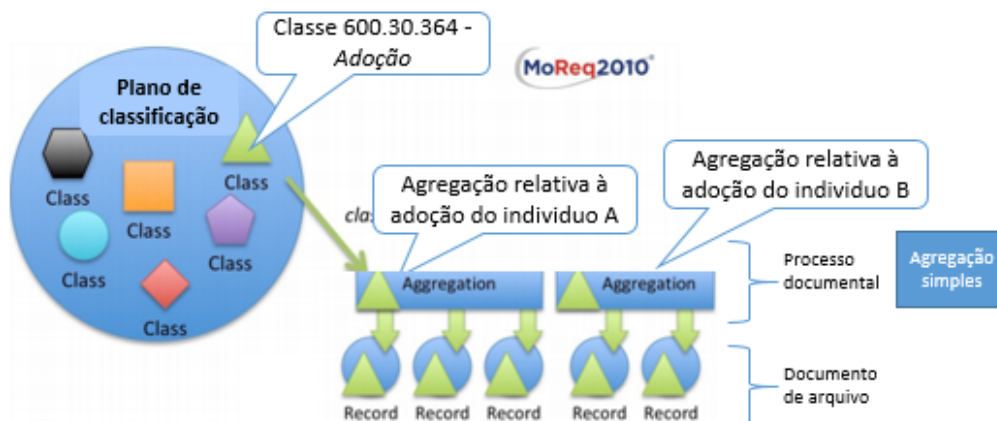 Classe 600.30.364 -
Adoção
MoReq2010®
Plano de
classificação
Class
Class
Class
Class
Class
Class
Agregação relativa à
adoção do individuo A
Agregação relativa à
adoção do individuo B
clas
Aggregation
Aggregation
Processo
documental
Agregação
simples
Record
Record
Record
Record
Record
Documento
de arquivo